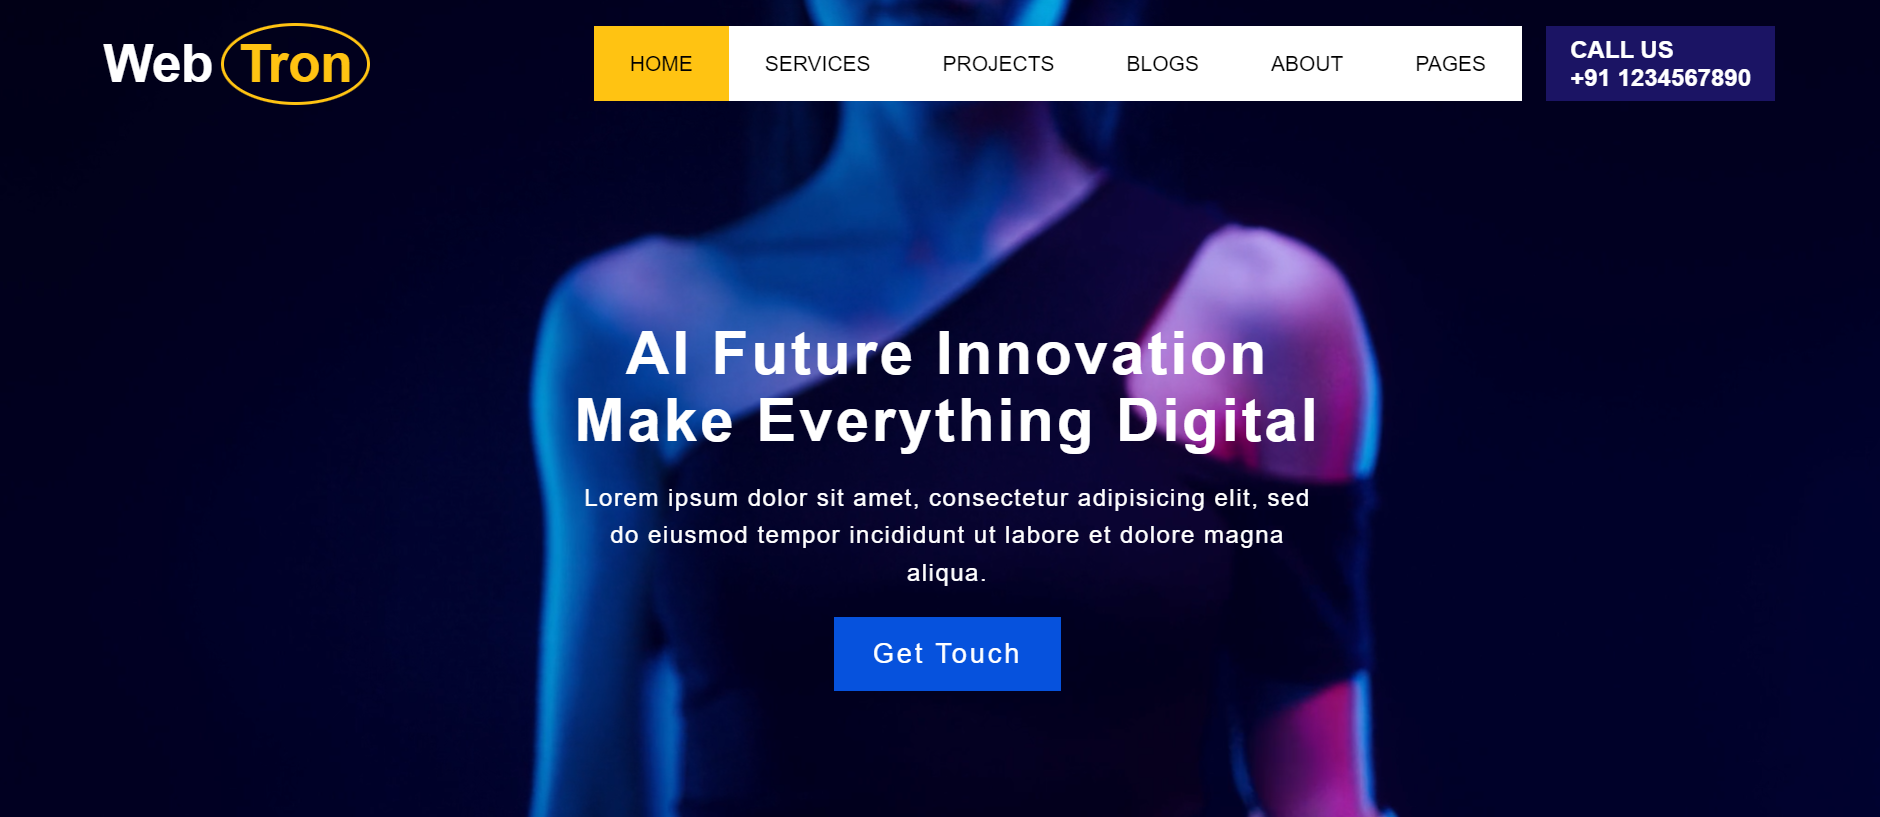 Web Tron
HOME SERVICES PROJECTS BLOGS ABOUT PAGES
CALL US
+91 1234567890
AI Future Innovation
Make Everything Digital
Lorem ipsum dolor sit amet, consectetur adipisicing elit, sed
do eiusmod tempor incididunt ut labore et dolore magna
aliqua.
Get Touch